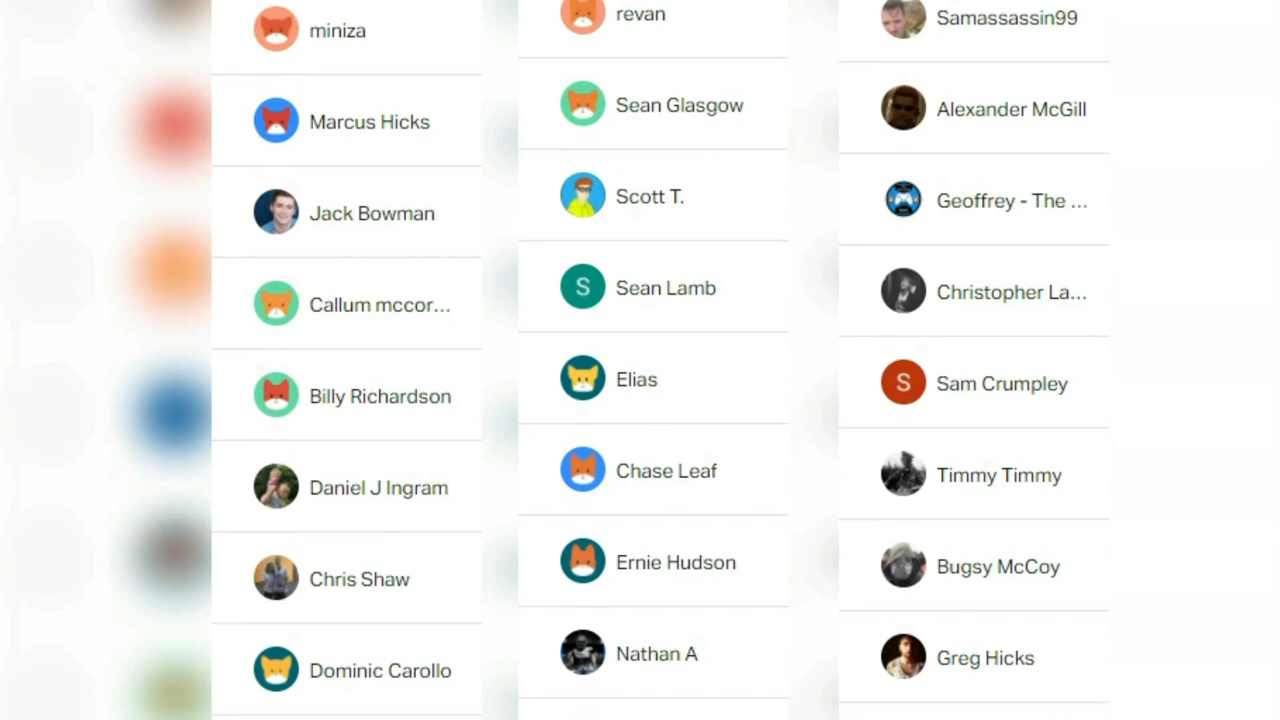 miniza
Marcus Hicks
Jack Bowman
Callum mccor...
Billy Richardson
Daniel J Ingram
Chris Shaw
Dominic Carollo
revan
Sean Glasgow
Scott T.
S
Sean Lamb
Elias
Chase Leaf
Ernie Hudson
Nathan A
Samassassin99
Alexander McGill
Geoffrey - The ...
Christopher La...
S
Sam Crumpley
Timmy Timmy
Bugsy McCoy
Greg Hicks